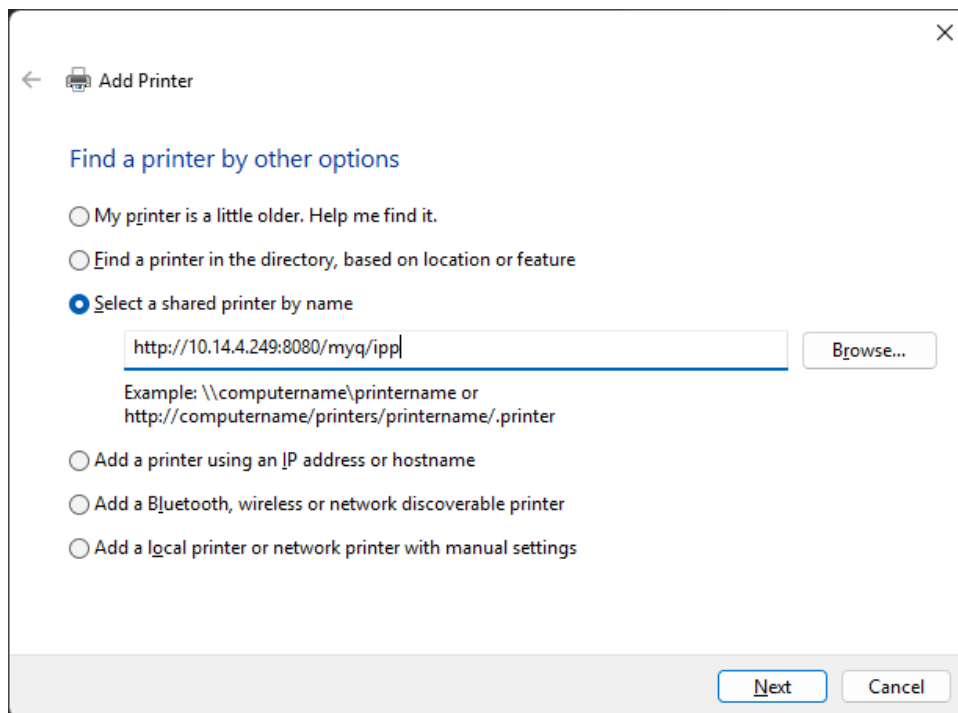 Add Printer
Find a printer by other options
My printer is a little older. Help me find it.
Find a printer in the directory, based on location or feature
Select a shared printer by name
http://10.14.4.249:8080/myq/ipp
Browse...
Example: \\computername\printername or
http://computername/printers/printername/.printer
Add a printer using an IP address or hostname
Add a Bluetooth, wireless or network discoverable printer
Add a local printer or network printer with manual settings
Next
Cancel